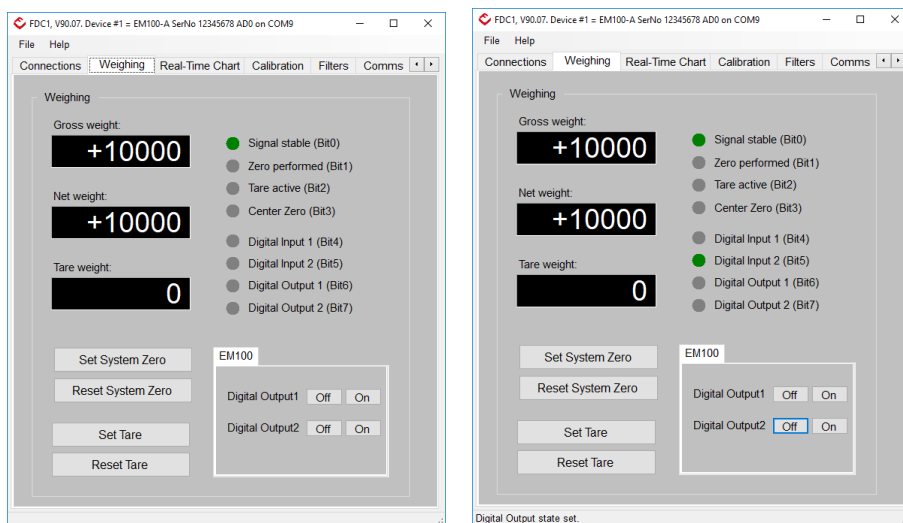 FDC1, V90.07. Device #1 = EM100-A SerNo 12345678 AD0 on COM9
File Help
Connections Weighing Real-Time Chart Calibration Filters Comms
Weighing
Gross weight:
+10000
Net weight:
+10000
Tare weight:
0
Signal stable (Bit0)
Zero performed (Bit1)
Tare active (Bit2)
Center Zero (Bit3)
Digital Input 1 (Bit4)
Digital Input 2 (Bit5)
Digital Output 1 (Bit6)
Digital Output 2 (Bit7)
Set System Zero
Reset System Zero
Set Tare
Reset Tare
EM100
Digital Output1 Off On
Digital Output2 Off On
FDC1, V90.07. Device #1 = EM100-A SerNo 12345678 AD0 on COM9
File Help
Connections Weighing Real-Time Chart Calibration Filters Comms
Weighing
Gross weight:
+10000
Net weight:
+10000
Tare weight:
0
Signal stable (Bit0)
Zero performed (Bit1)
Tare active (Bit2)
Center Zero (Bit3)
Digital Input 1 (Bit4)
Digital Input 2 (Bit5)
Digital Output 1 (Bit6)
Digital Output 2 (Bit7)
Set System Zero
Reset System Zero
Set Tare
Reset Tare
EM100
Digital Output1 Off On
Digital Output2 Off On
Digital Output state set.